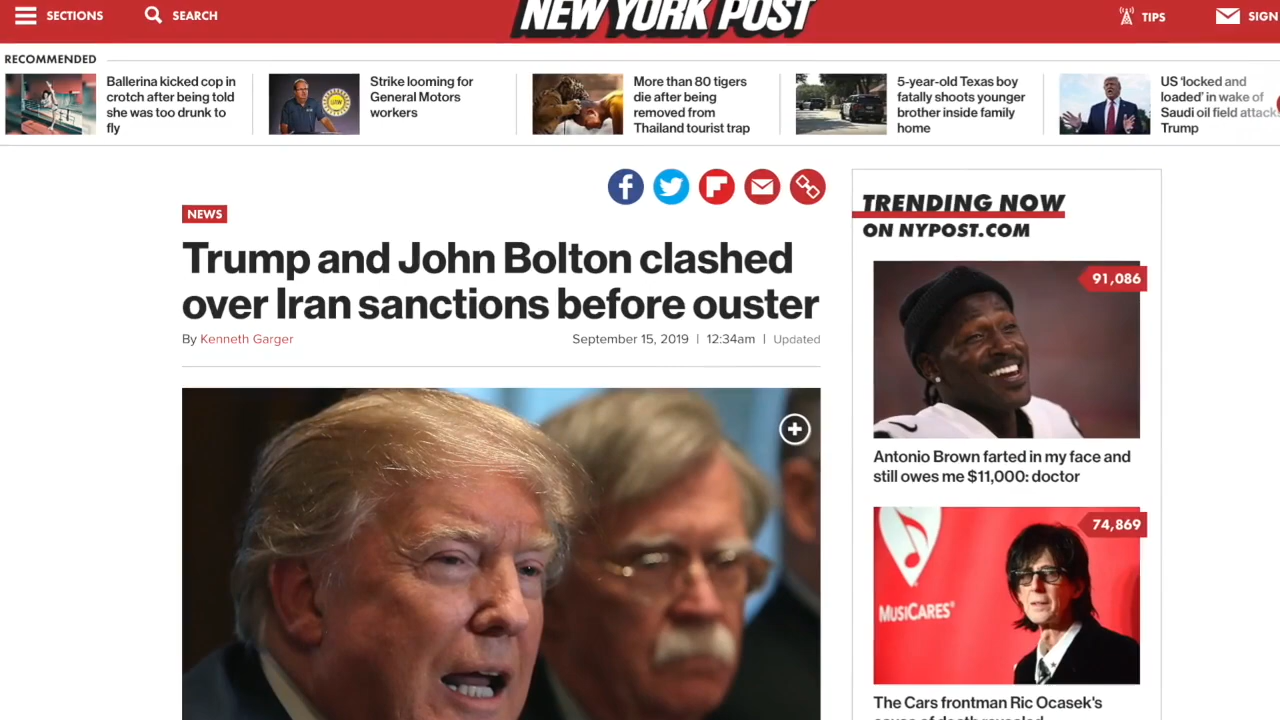 SECTIONS
SEARCH
NEW YORK POST
TIPS
SIGN
RECOMMENDED
Ballerina kicked cop in
crotch after being told
she was too drunk to
fly
Strike looming for
General Motors
workers
More than 80 tigers
die after being
removed from
Thailand tourist trap
5-year-old Texas boy
fatally shoots younger
brother inside family
home
US 'locked and
loaded' in wake of
Saudi oil field attack:
Trump
NEWS
Trump and John Bolton clashed
over Iran sanctions before ouster
By Kenneth Garger
September 15, 2019 | 12:34am | Updated
TRENDING NOW
ON NYPOST.COM
91,086
Antonio Brown farted in my face and
still owes me $11,000: doctor
74,869
MUSICARES®
The Cars frontman Ric Ocasek's
cause of death revealed